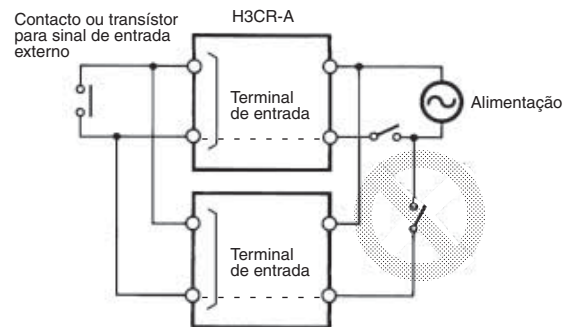 Contacto ou transístor
para sinal de entrada
externo
H3CR-A
Terminal
de entrada
Alimentação
Terminal
de entrada